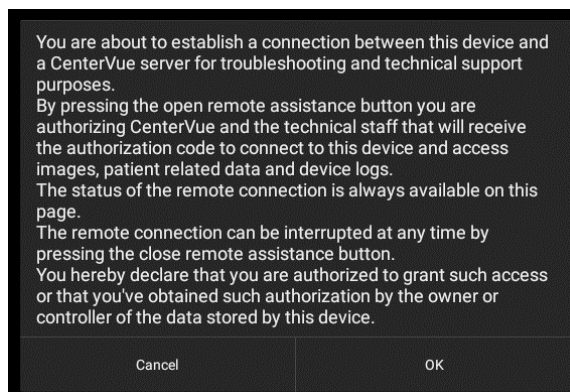 You are about to establish a connection between this device and
a CenterVue server for troubleshooting and technical support
purposes.
By pressing the open remote assistance button you are
authorizing CenterVue and the technical staff that will receive
the authorization code to connect to this device and access
images, patient related data and device logs.
The status of the remote connection is always available on this
page.
The remote connection can be interrupted at any time by
pressing the close remote assistance button.
You hereby declare that you are authorized to grant such access
or that you've obtained such authorization by the owner or
controller of the data stored by this device.
Cancel
OK